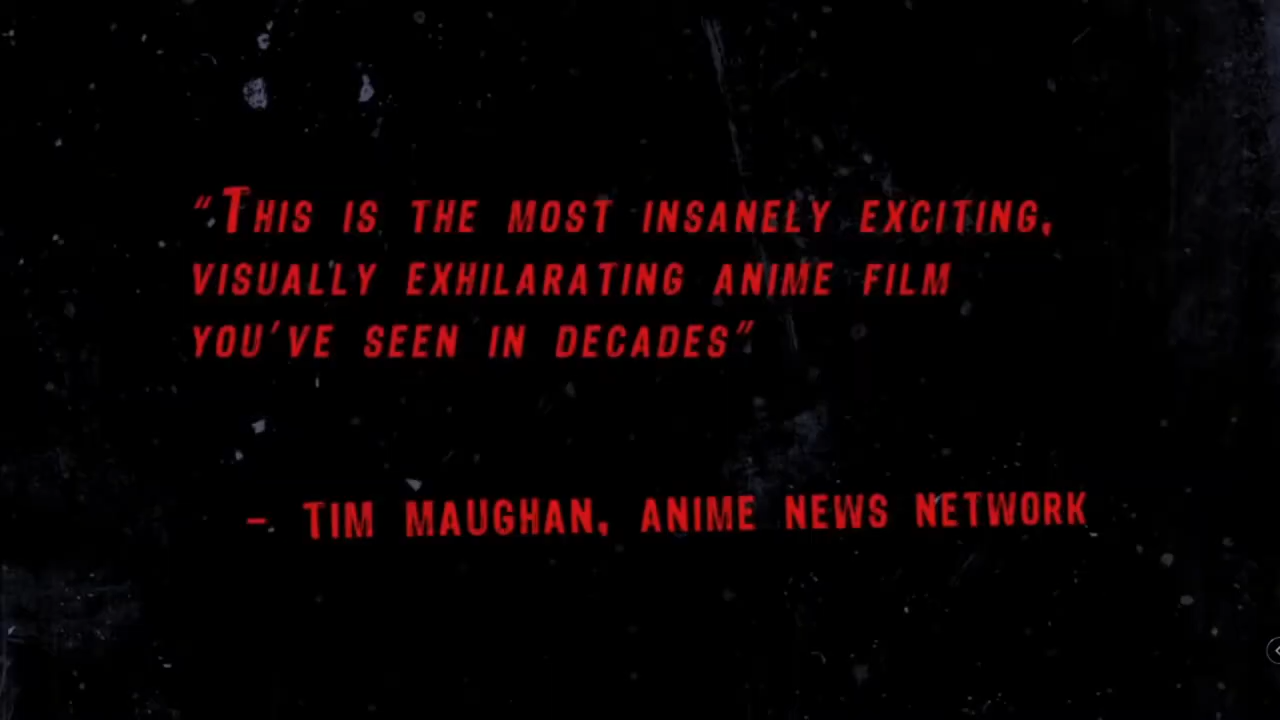 “This is the most insanely exciting,
visually exhilarating anime film
you've seen in decades”
– TIM MAUGHAN, ANIME NEWS NETWORK